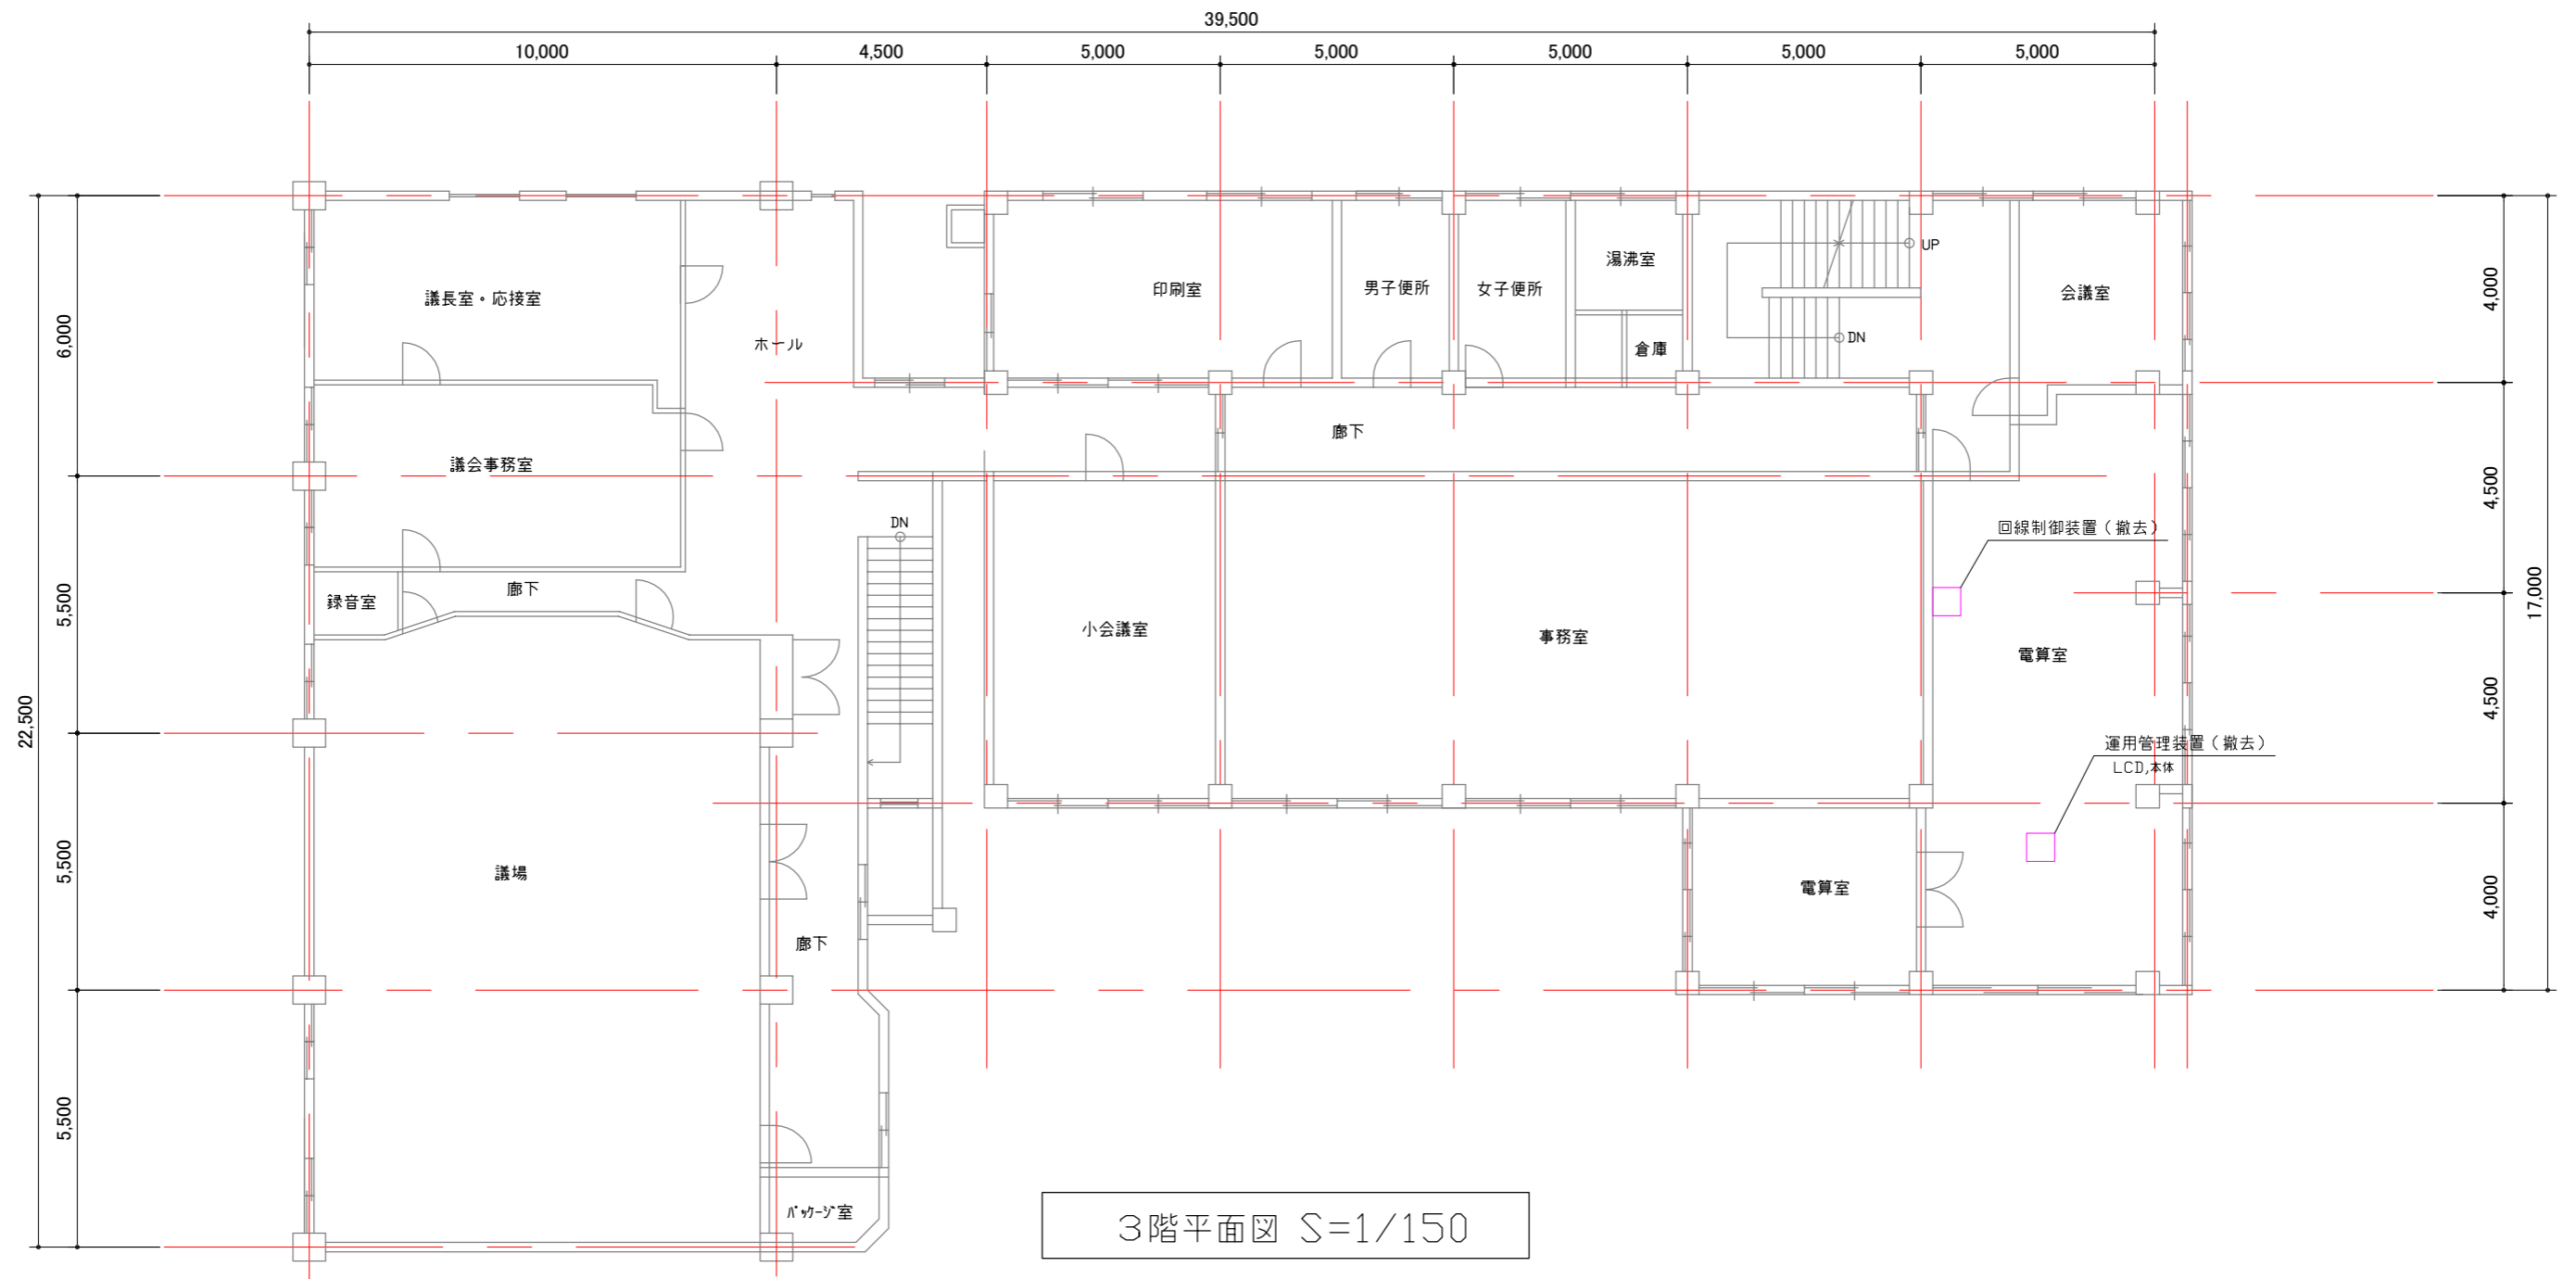 39,500
10,000
4,500
5,000
5,000
5,000
5,000
5,000
湯沸室
UP
印刷室
男子便所
女子便所
会議室
4,000
議長室・応接室
6,000
ホール
DN
倉庫
廊下
議会事務室
4,500
DN
回線制御装置（撤去）
廊下
録音室
5,500
17,000
小会議室
事務室
電算室
4,500
22,500
運用管理装置（撤去）
LCD,本体
5,500
議場
電算室
4,000
廊下
5,500
パッケージ室
3階平面図 S=1/150